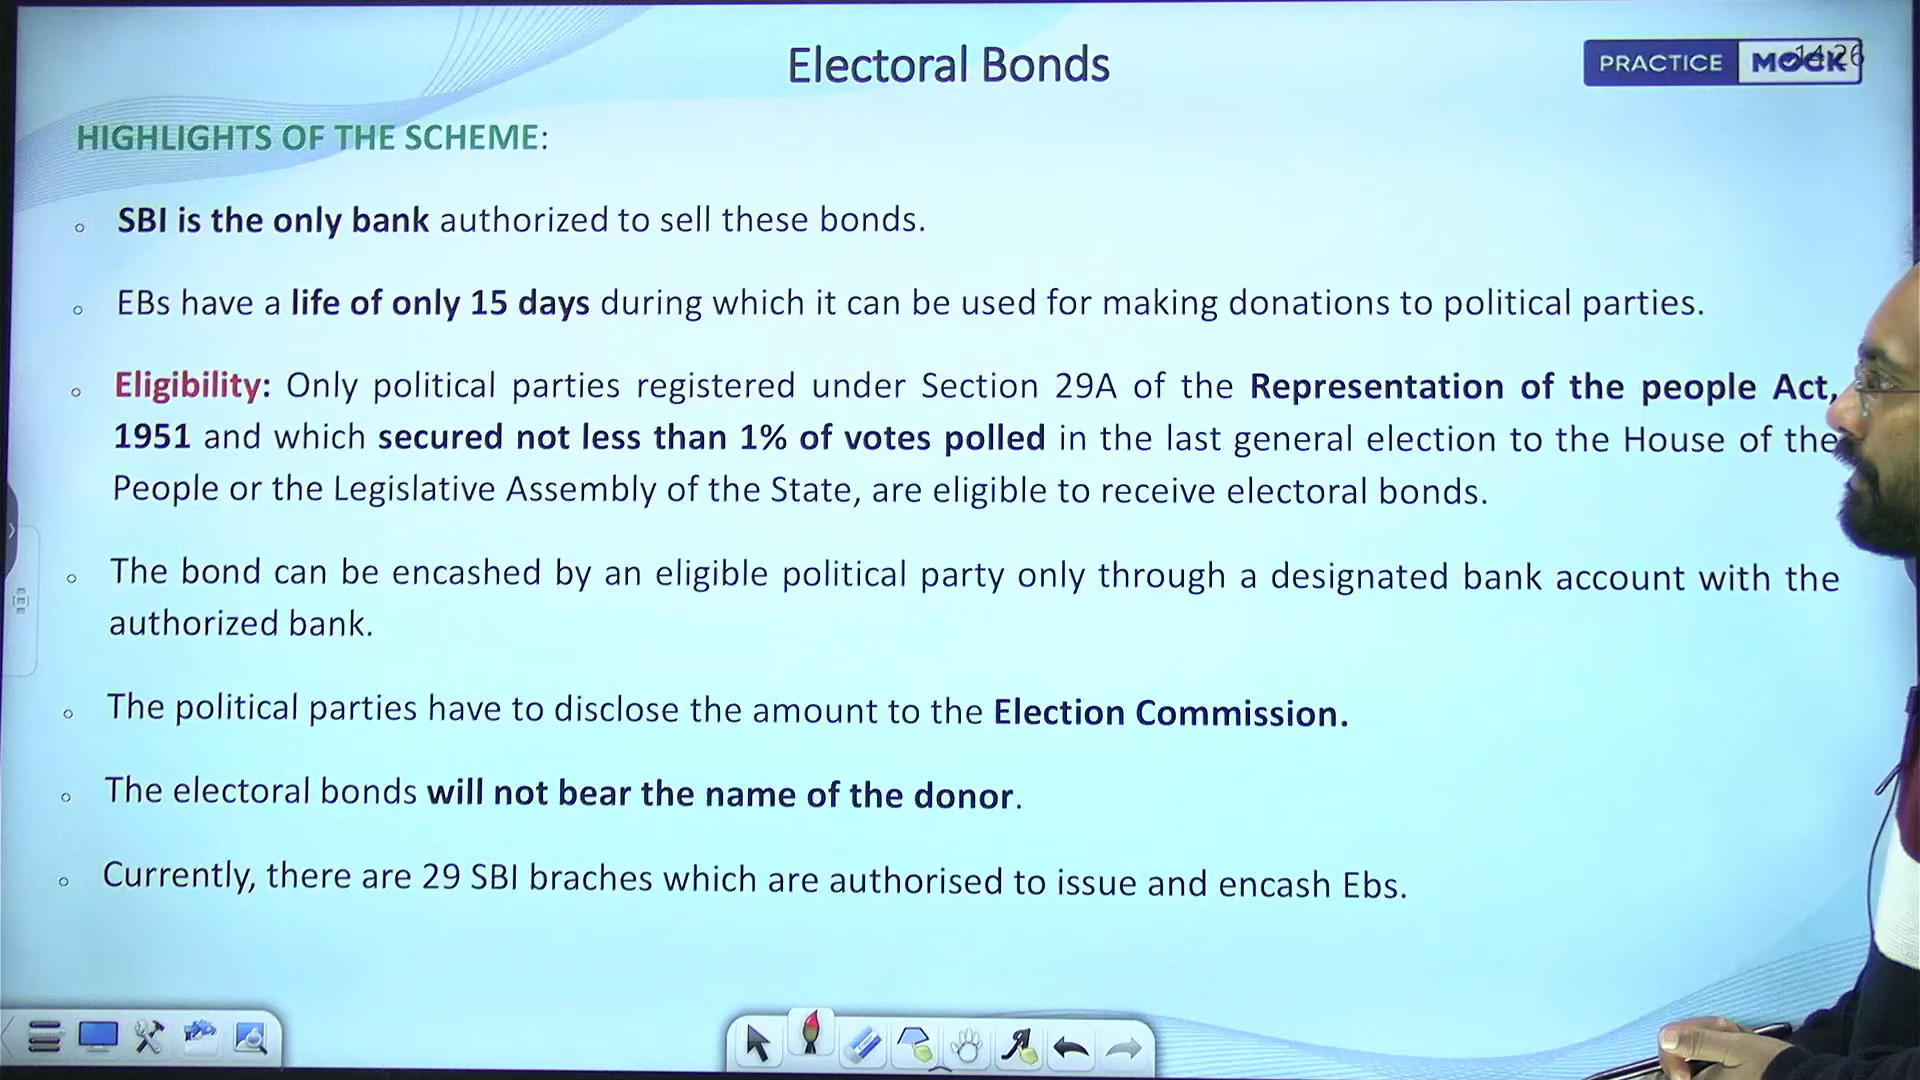 Electoral Bonds
PRACTICE MOCK
14:26
HIGHLIGHTS OF THE SCHEME:
SBI is the only bank authorized to sell these bonds.
EBs have a life of only 15 days during which it can be used for making donations to political parties.
Eligibility: Only political parties registered under Section 29A of the Representation of the people Act,
1951 and which secured not less than 1% of votes polled in the last general election to the House of the
People or the Legislative Assembly of the State, are eligible to receive electoral bonds.
The bond can be encashed by an eligible political party only through a designated bank account with the
authorized bank.
The political parties have to disclose the amount to the Election Commission.
The electoral bonds will not bear the name of the donor.
Currently, there are 29 SBI braches which are authorised to issue and encash Ebs.